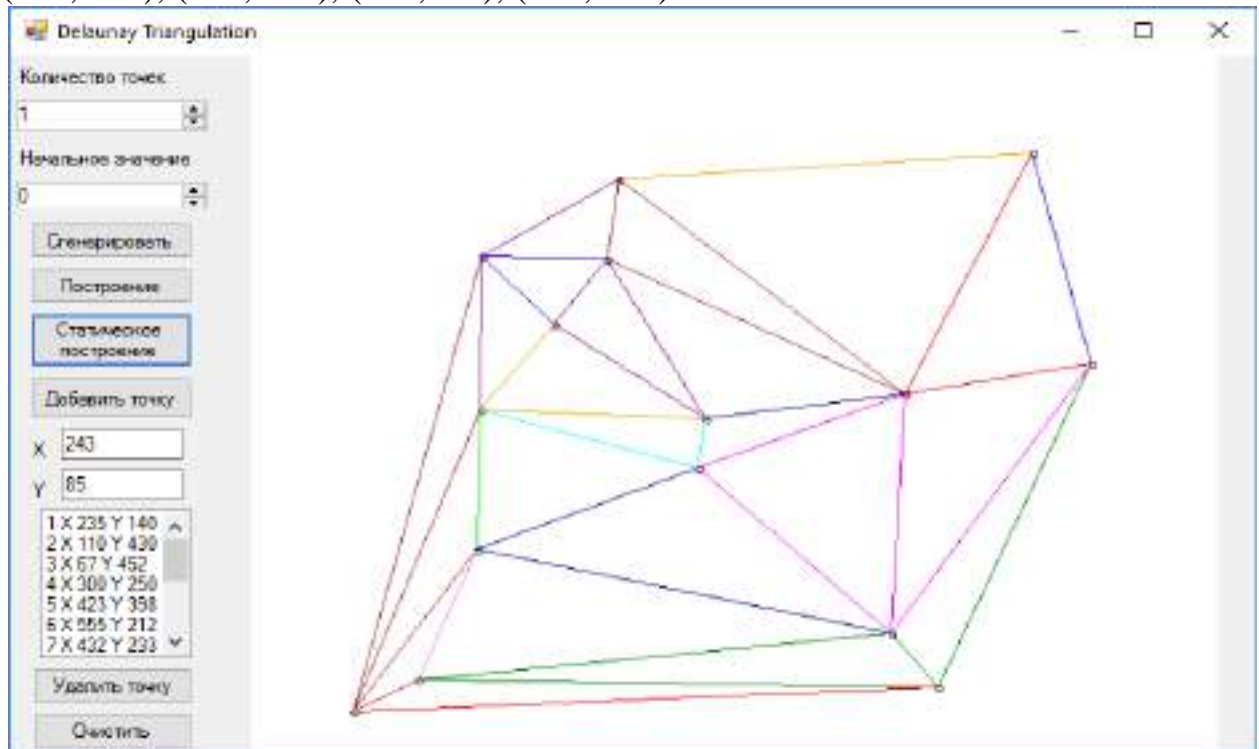 Delaunay Triangulation
Количество точек
1
Начальное значение
0
Сгенерировать
Построение
Статическое
построение
Добавить точку
X 243
Y 85
1 X 235 Y 140
2 X 110 Y 430
3 X 67 Y 452
4 X 300 Y 250
5 X 423 Y 398
6 X 555 Y 212
7 X 432 Y 233
Удалить точку
Очистить